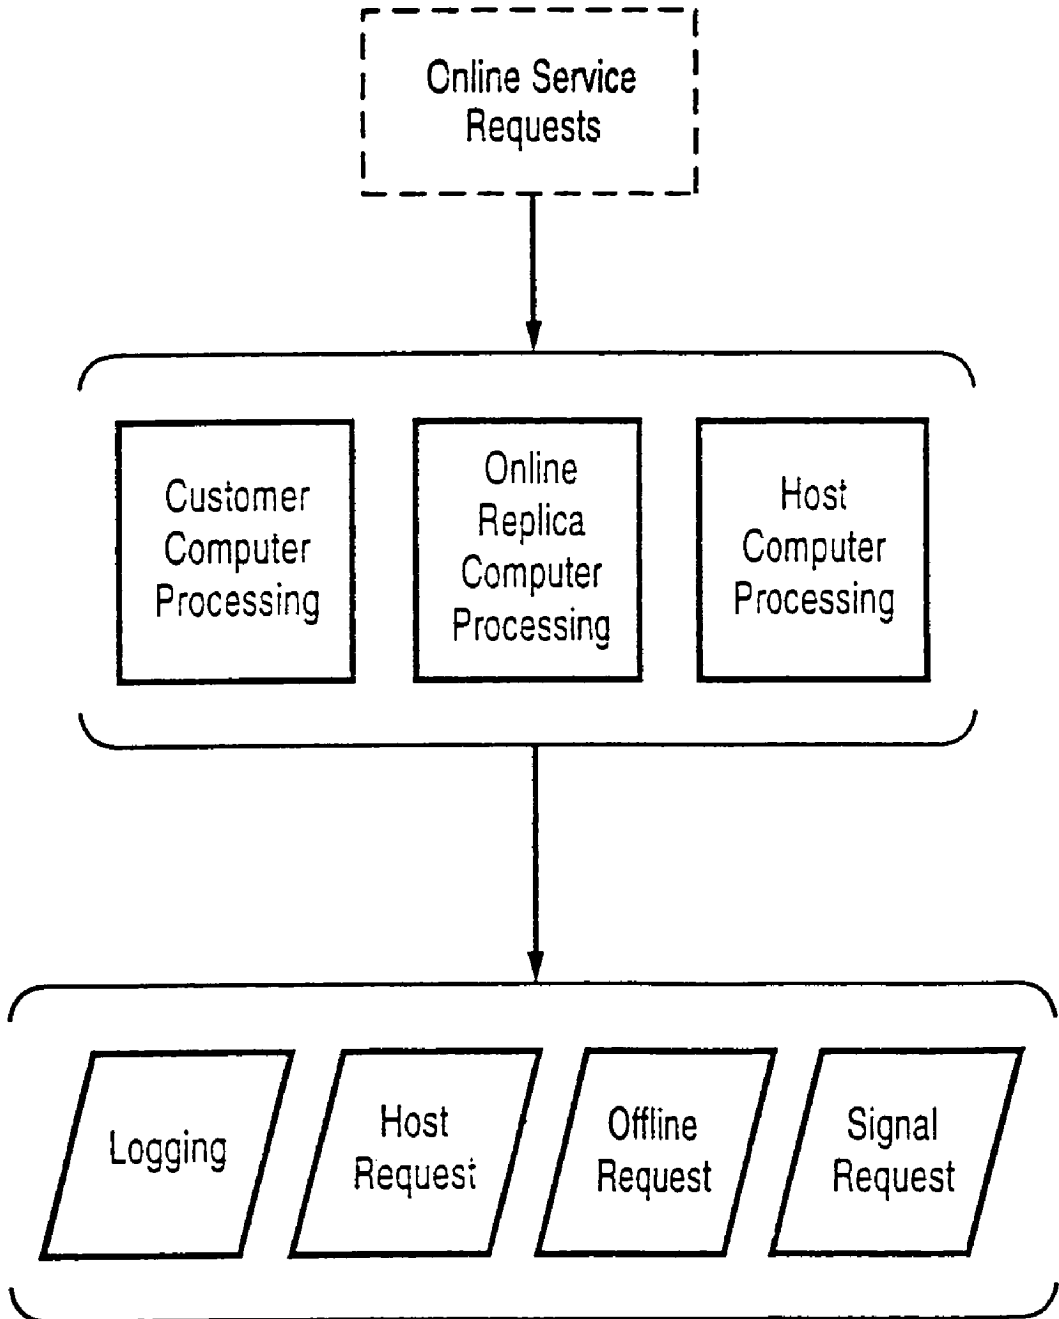 Online Service
Requests
Customer
Computer
Processing
Online
Replica
Computer
Processing
Host
Computer
Processing
Logging
Host
Request
Offline
Request
Signal
Request